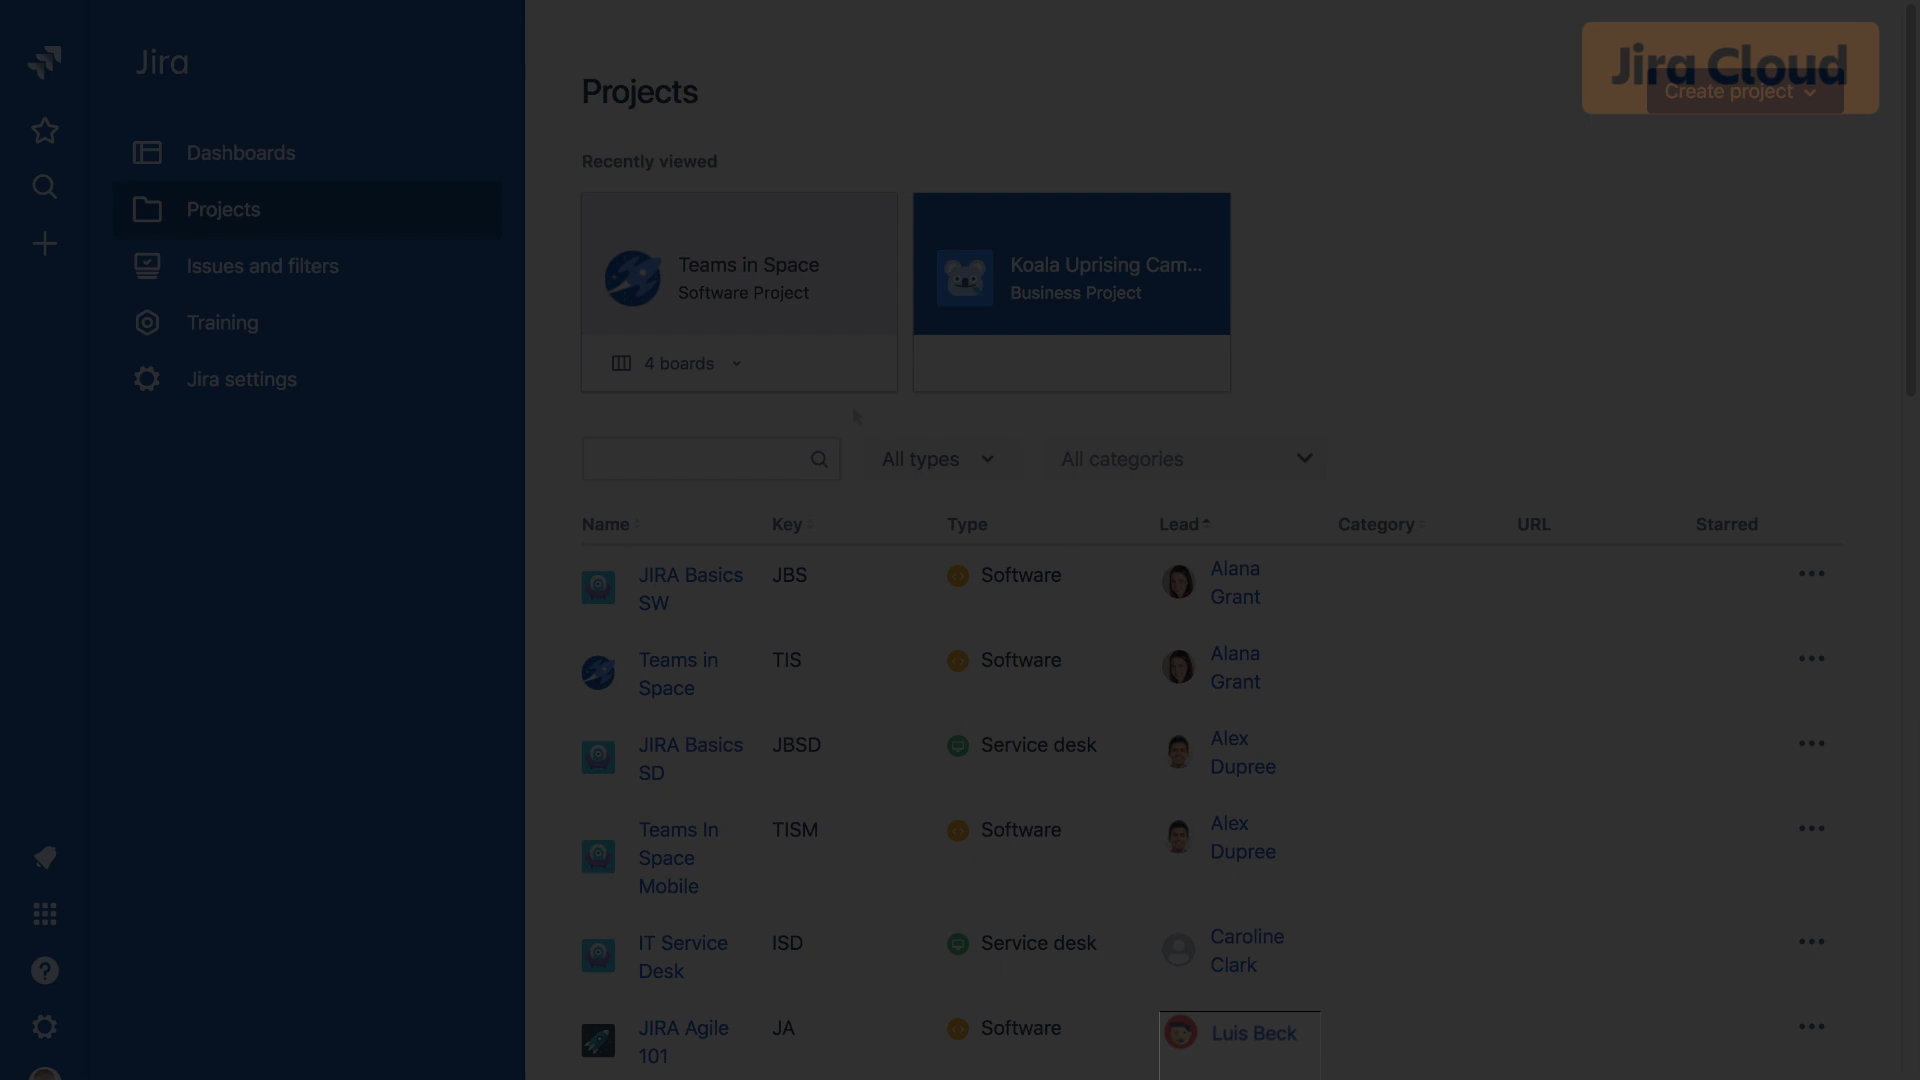 Jira
Dashboards
Projects
Issues and filters
Training
Jira settings
Projects
Jira Cloud
Create project
Recently viewed
Teams in Space
Software Project
4 boards
Koala Uprising Cam...
Business Project
All types
All categories
Name Key Type Lead Category URL Starred
JIRA Basics JBS Software Alana
SW Grant
Teams in TIS Software Alana
Space Grant
JIRA Basics JBSD Service desk Alex
SD Dupree
Teams In TISM Software Alex
Space Dupree
Mobile
IT Service ISD Service desk Caroline
Desk Clark
JIRA Agile JA Software Luis Beck
101